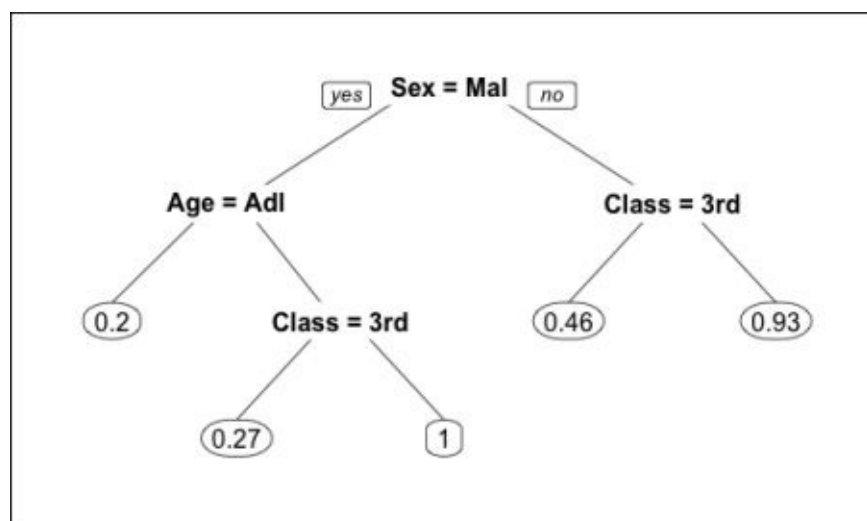 yes Sex = Mal no
Age = Adl Class = 3rd
0.2 Class = 3rd 0.46 0.93
0.27 1